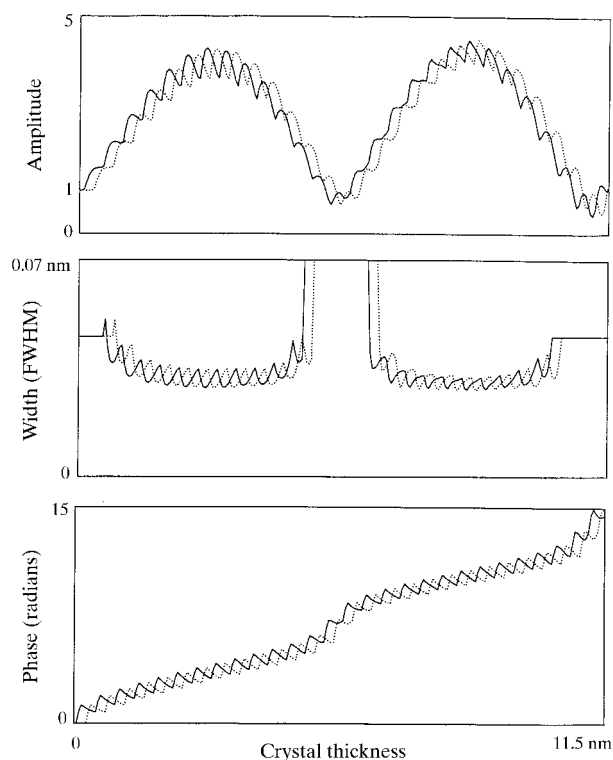 5
Amplitude
1
0
0.07 nm
Width (FWHM)
0
15
Phase (radians)
0
0
Crystal thickness
11.5 nm